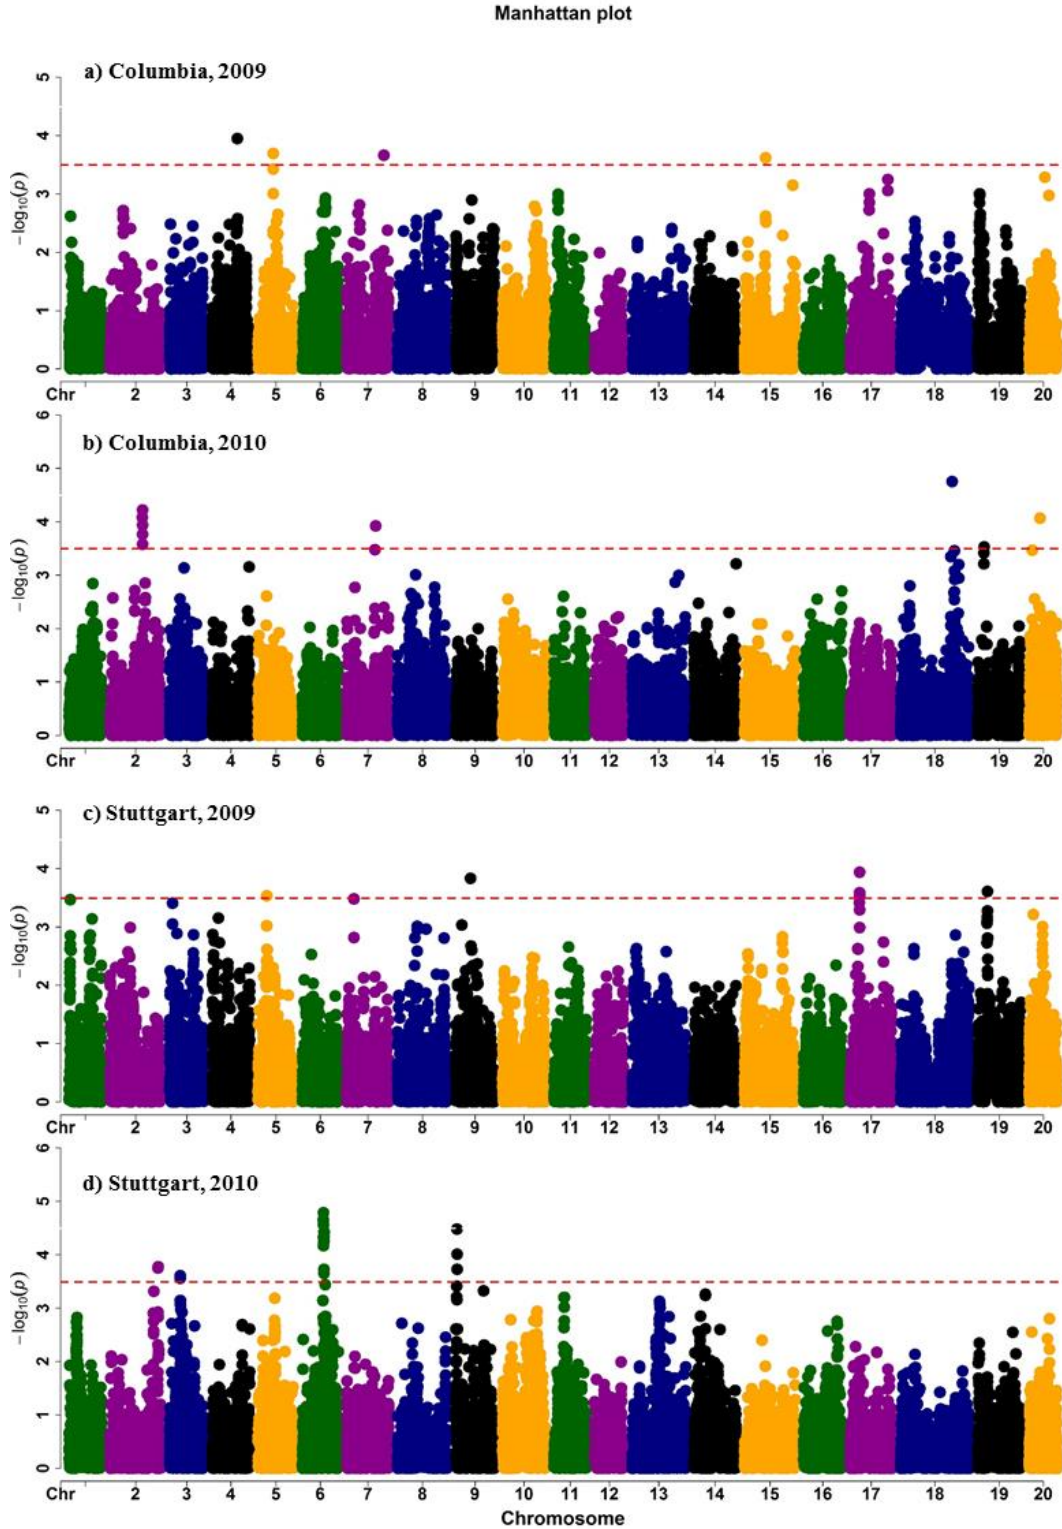 Manhattan plot
a) Columbia, 2009
5
4
3
2
1
0
−log10(p)
Chr 2 3 4 5 6 7 8 9 10 11 12 13 14 15 16 17 18 19 20
b) Columbia, 2010
6
5
4
3
2
1
0
−log10(p)
Chr 2 3 4 5 6 7 8 9 10 11 12 13 14 15 16 17 18 19 20
c) Stuttgart, 2009
5
4
3
2
1
0
−log10(p)
Chr 2 3 4 5 6 7 8 9 10 11 12 13 14 15 16 17 18 19 20
d) Stuttgart, 2010
6
5
4
3
2
1
0
−log10(p)
Chr 2 3 4 5 6 7 8 9 10 11 12 13 14 15 16 17 18 19 20
Chromosome